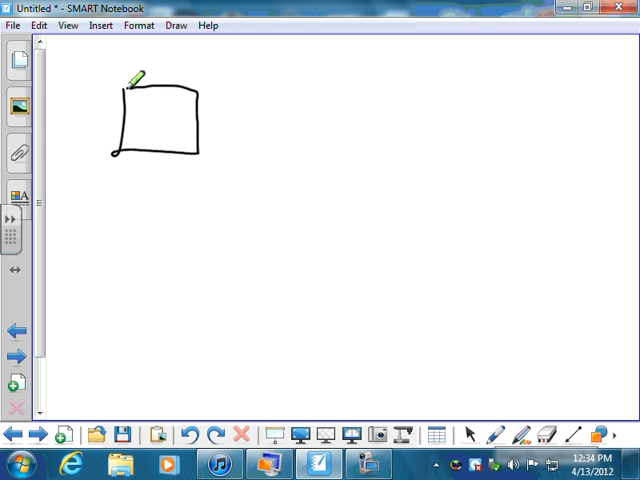 Untitled * - SMART Notebook
File Edit View Insert Format Draw Help
A
12:34 PM
4/13/2012